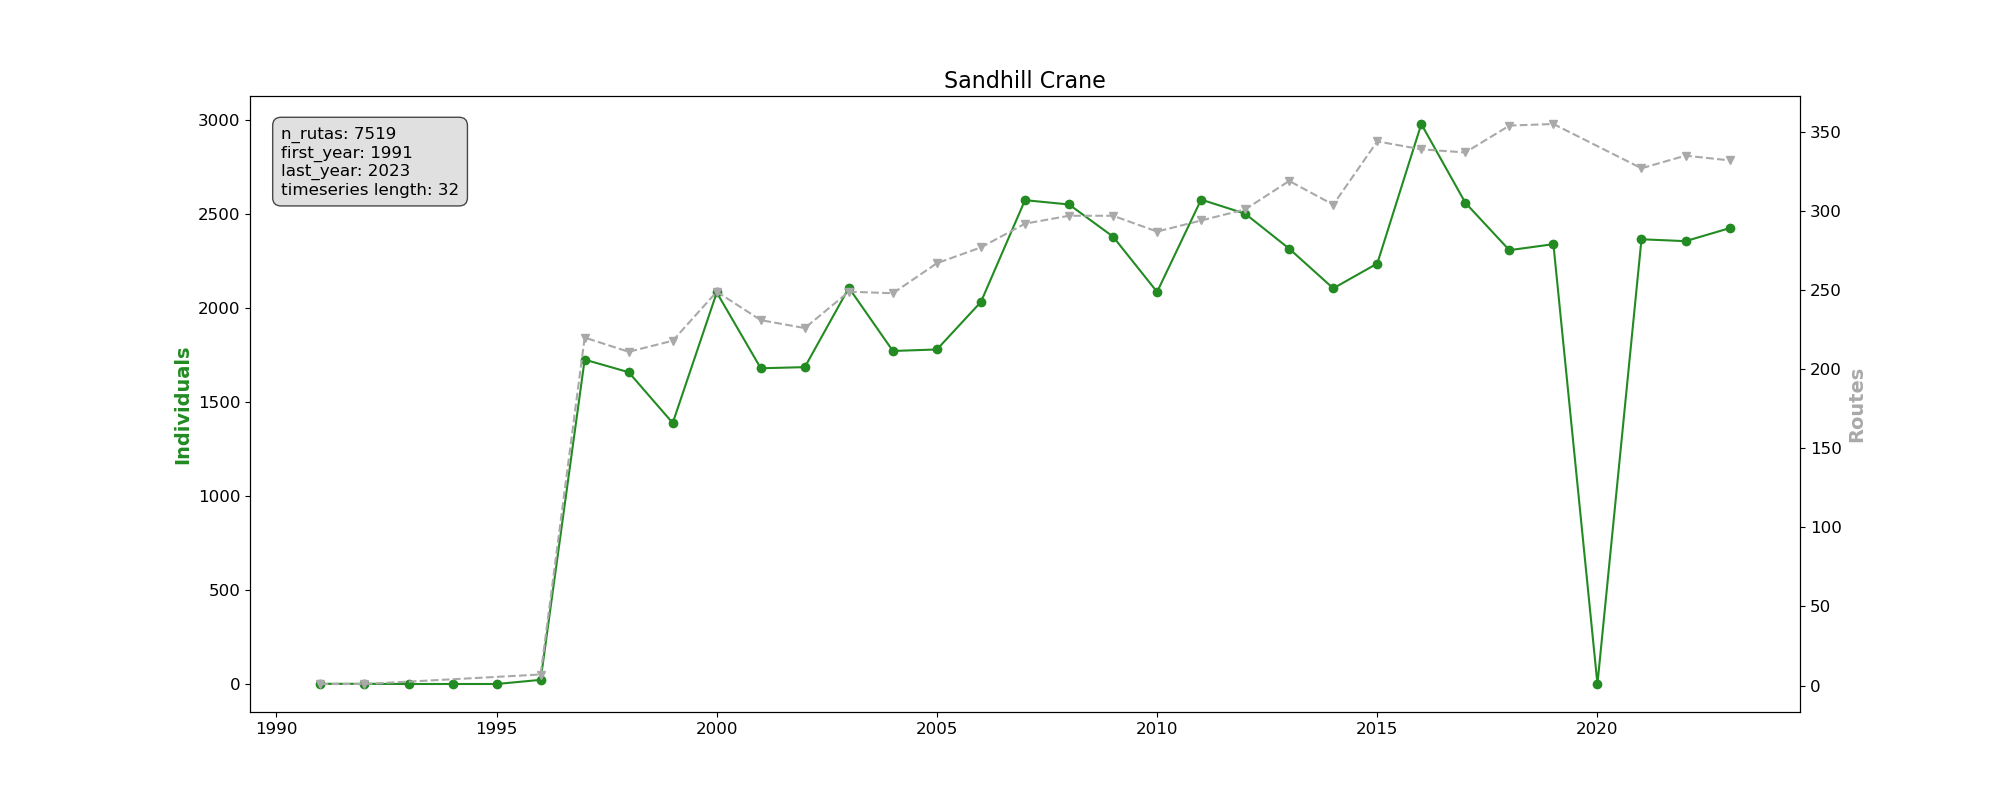 Sandhill Crane
n_rutas: 7519
first_year: 1991
last_year: 2023
timeseries length: 32
Individuals
3000
2500
2000
1500
1000
500
0
Routes
350
300
250
200
150
100
50
0
1990 1995 2000 2005 2010 2015 2020